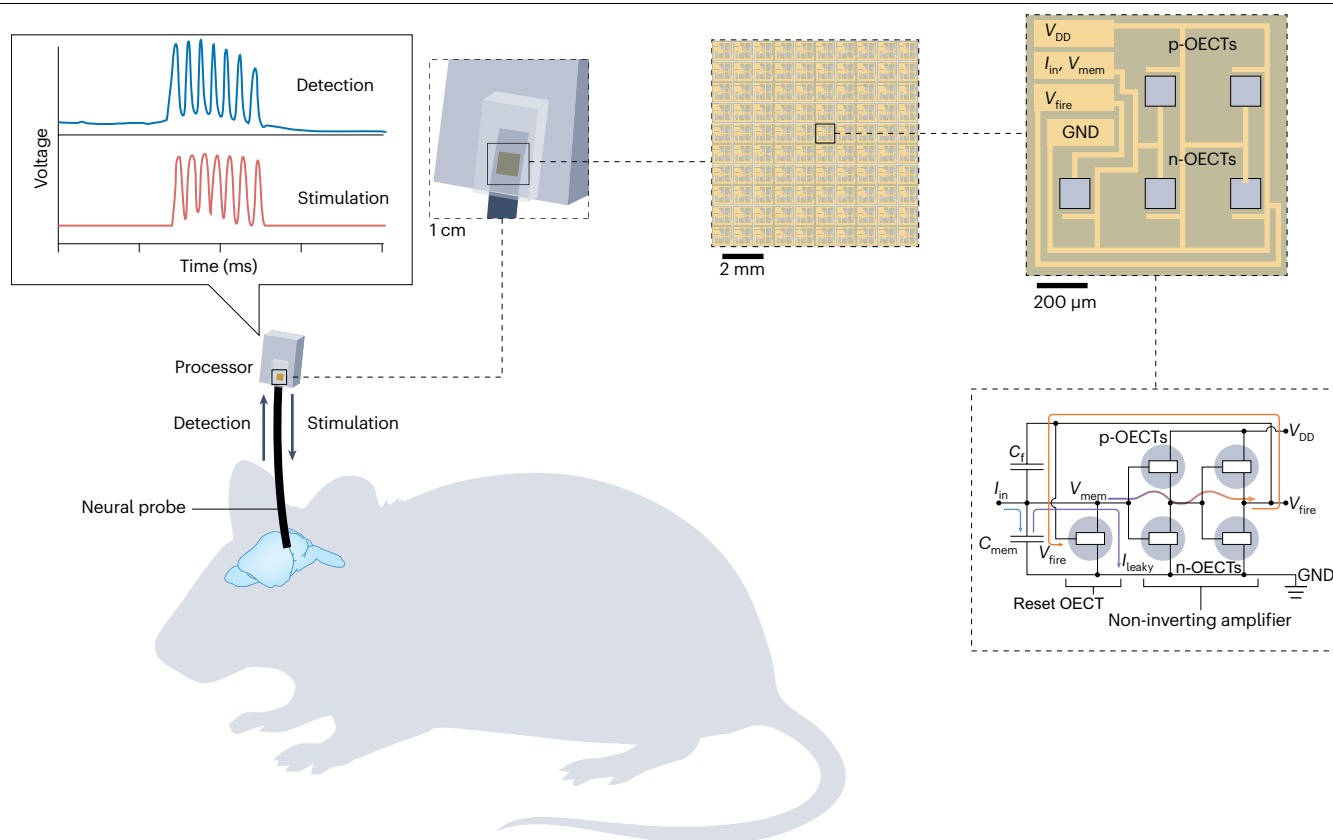 Voltage
Detection
Stimulation
Time (ms)
1 cm
2 mm
V_DD
I_in, V_mem
V_fire
GND
p-OECTs
n-OECTs
200 μm
Processor
Detection
Stimulation
Neural probe
p-OECTs
V_DD
C_f
I_in
V_mem
V_fire
C_mem
V_fire
I_leaky
n-OECTs
GND
Reset OECT
Non-inverting amplifier